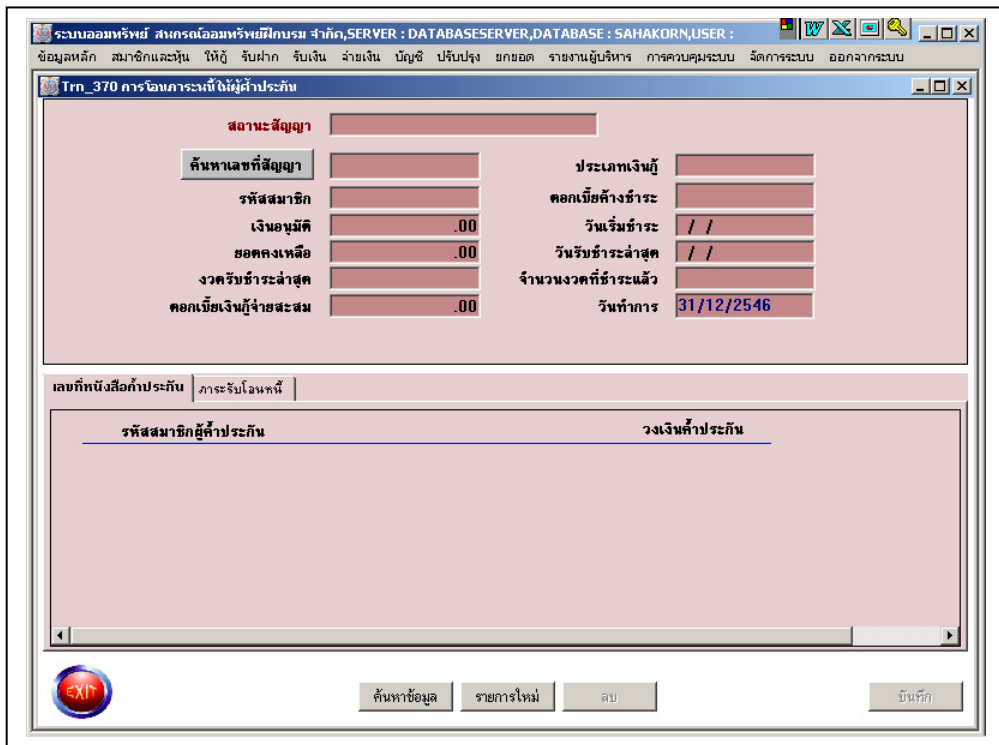 ระบบออมทรัพย์ สหกรณ์ออมทรัพย์ฝึกบรม จำกัด,SERVER : DATABASESERVER,DATABASE : SAHAKORN,USER :
ข้อมูลหลัก สมาชิกและหุ้น ให้กู้ รับฝาก รับเงิน จ่ายเงิน บัญชี ปรับปรุง ยกยอด รายงานผู้บริหาร การควบคุมระบบ จัดการระบบ ออกจากระบบ
Trn_370 การโอนภาระหนี้ให้ผู้ค้ำประกัน
สถานะสัญญา
ค้นหาเลขที่สัญญา ประเภทเงินกู้
รหัสสมาชิก ดอกเบี้ยค้างชำระ
เงินอนุมัติ .00 วันเริ่มชำระ / /
ยอดคงเหลือ .00 วันรับชำระล่าสุด / /
งวดรับชำระล่าสุด จำนวนงวดที่ชำระแล้ว
ดอกเบี้ยเงินกู้จ่ายสะสม .00 วันทำการ 31/12/2546
เลขที่หนังสือค้ำประกัน ภาระรับโอนหนี้
รหัสสมาชิกผู้ค้ำประกัน วงเงินค้ำประกัน
EXIT ค้นหาข้อมูล รายการใหม่ ลบ บันทึก